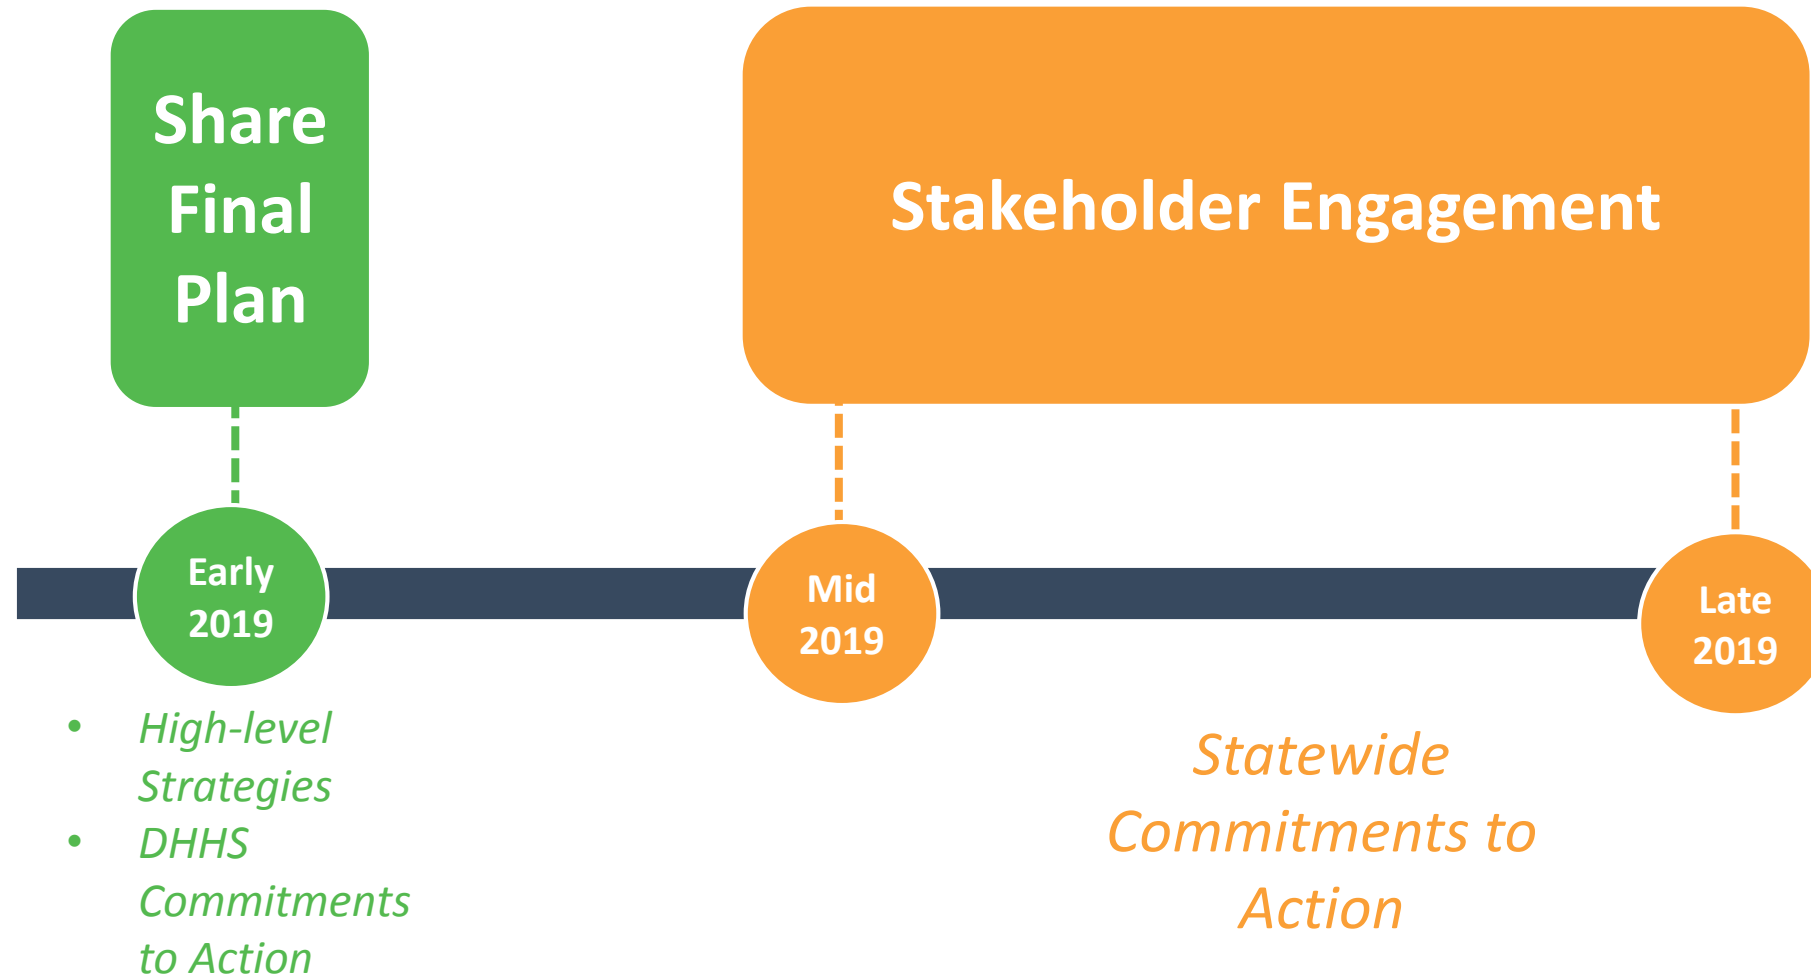 Share
Final
Plan
Stakeholder Engagement
Early
2019
Mid
2019
Late
2019
• High-level
Strategies
• DHHS
Commitments
to Action
Statewide
Commitments to
Action